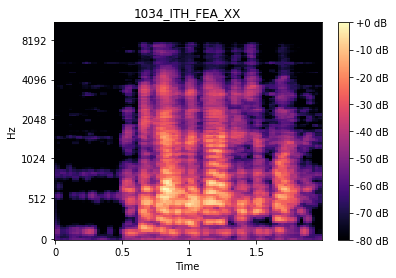 1034_ITH_FEA_XX
8192
4096
2048
1024
512
0
Hz
0
0.5
1
1.5
Time
+0 dB
-10 dB
-20 dB
-30 dB
-40 dB
-50 dB
-60 dB
-70 dB
-80 dB